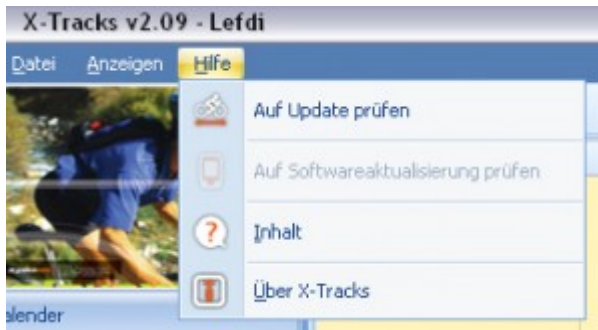 X-Tracks v2.09 - Lefdi
Datei Anzeigen Hilfe
Auf Update prüfen
Auf Softwareaktualisierung prüfen
Inhalt
Über X-Tracks
alender